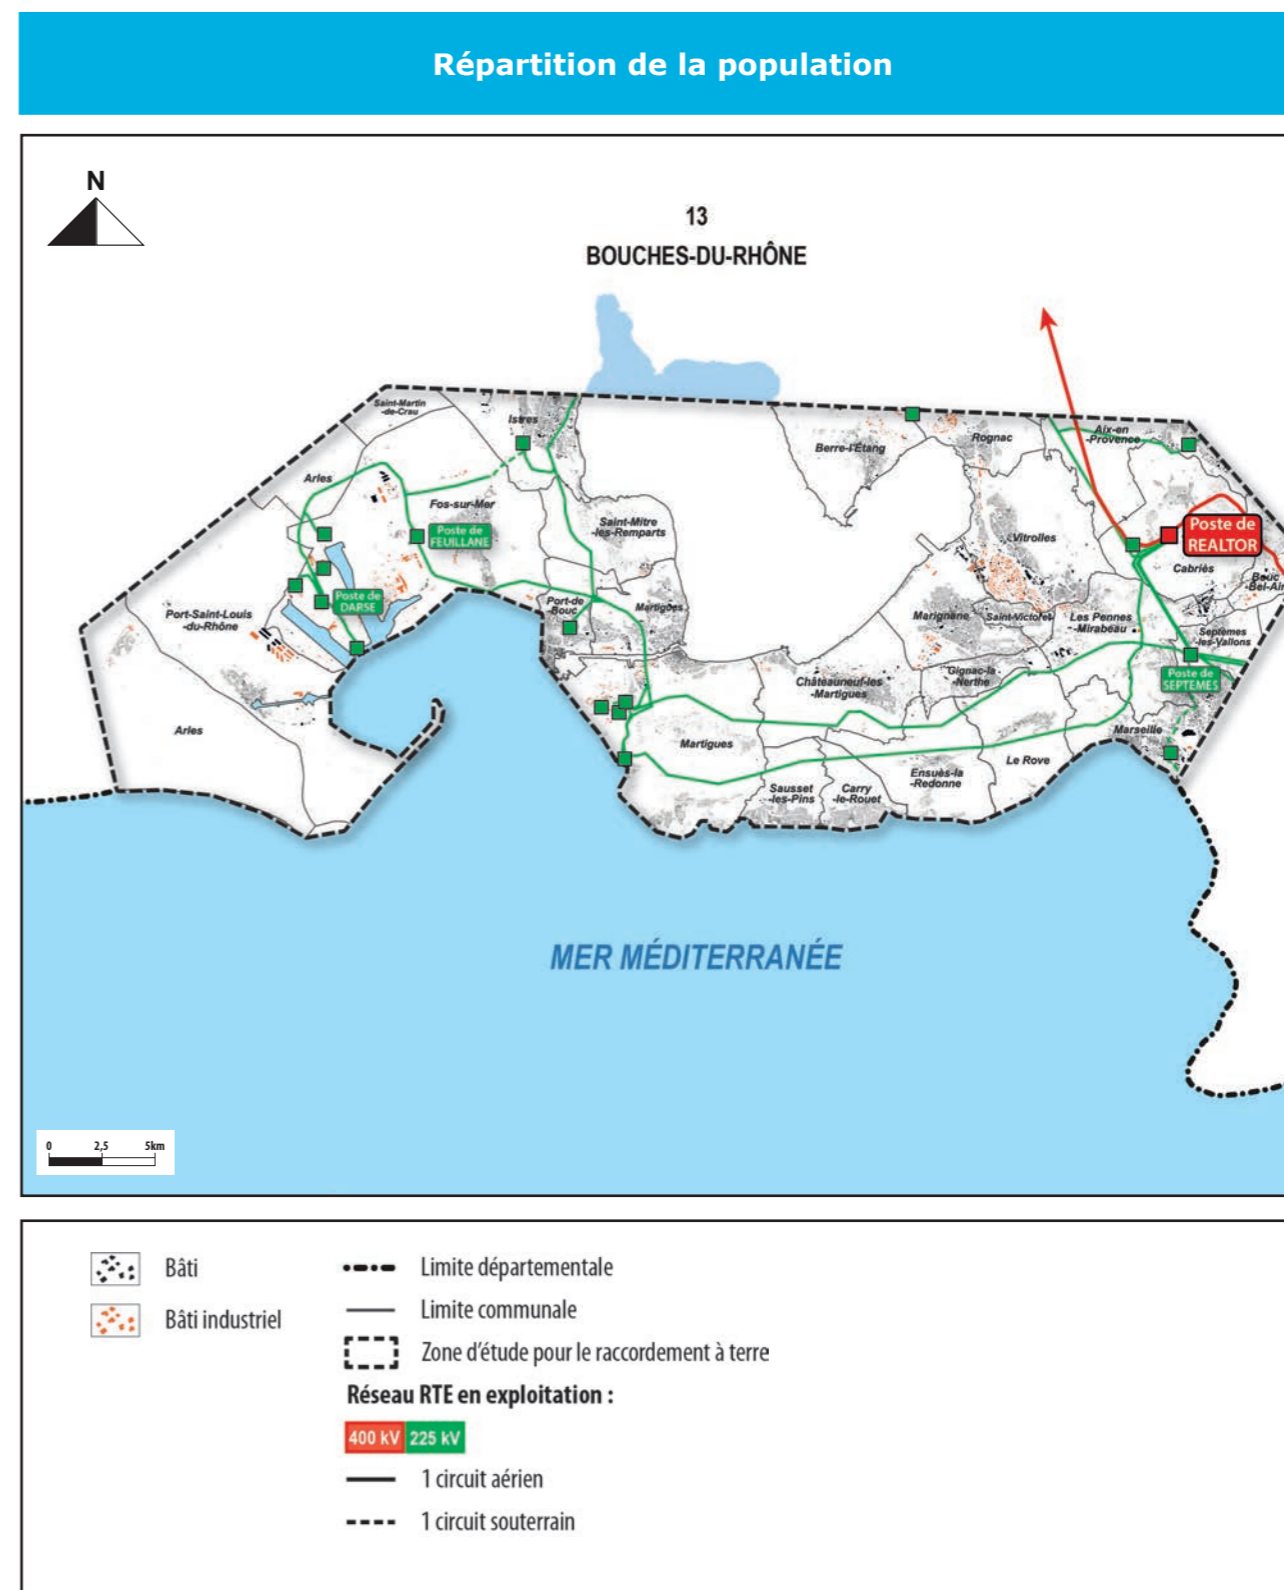 Répartition de la population
N
13
BOUCHES-DU-RHÔNE
Saint-Martin
-de-Crau
Istres
Berre-l'Étang
Rognac
Aix-en
-Provence
Arles
Fos-sur-Mer
Poste de
FEUILLANE
Saint-Mitre
-les-Remparts
Vitrolles
Poste de
REALTOR
Cabriès
Bouc
-Bel-Air
Poste de
DARSE
Port-Saint-Louis
-du-Rhône
Port-de
-Bouc
Martigues
Marignane
Saint-Victoret
Les Pennes
-Mirabeau
Septèmes
-les-Vallons
Poste de
SEPTEMES
Châteauneuf-les
-Martigues
Gignac-la
-Nerthe
Arles
Martigues
Marseille
Le Rove
Ensuès-la
-Redonne
Sausset
-les-Pins
Carry
-le-Rouet
MER MÉDITERRANÉE
0 2,5 5km
Bâti
Bâti industriel
Limite départementale
Limite communale
Zone d'étude pour le raccordement à terre
Réseau RTE en exploitation :
400 kV 225 kV
1 circuit aérien
1 circuit souterrain